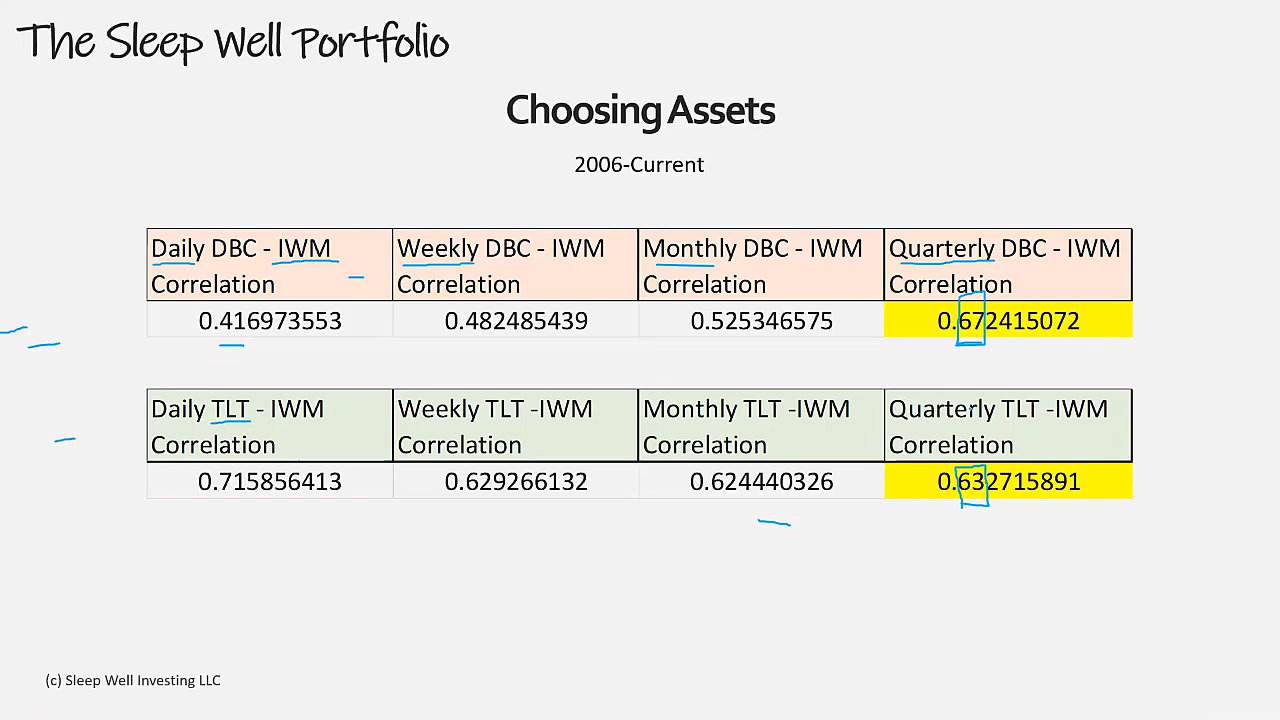 The Sleep Well Portfolio
Choosing Assets
2006-Current
Daily DBC - IWM Correlation
Weekly DBC - IWM Correlation
Monthly DBC - IWM Correlation
Quarterly DBC - IWM Correlation
0.416973553
0.482485439
0.525346575
0.672415072
Daily TLT - IWM Correlation
Weekly TLT -IWM Correlation
Monthly TLT -IWM Correlation
Quarterly TLT -IWM Correlation
0.715856413
0.629266132
0.624440326
0.632715891
(c) Sleep Well Investing LLC